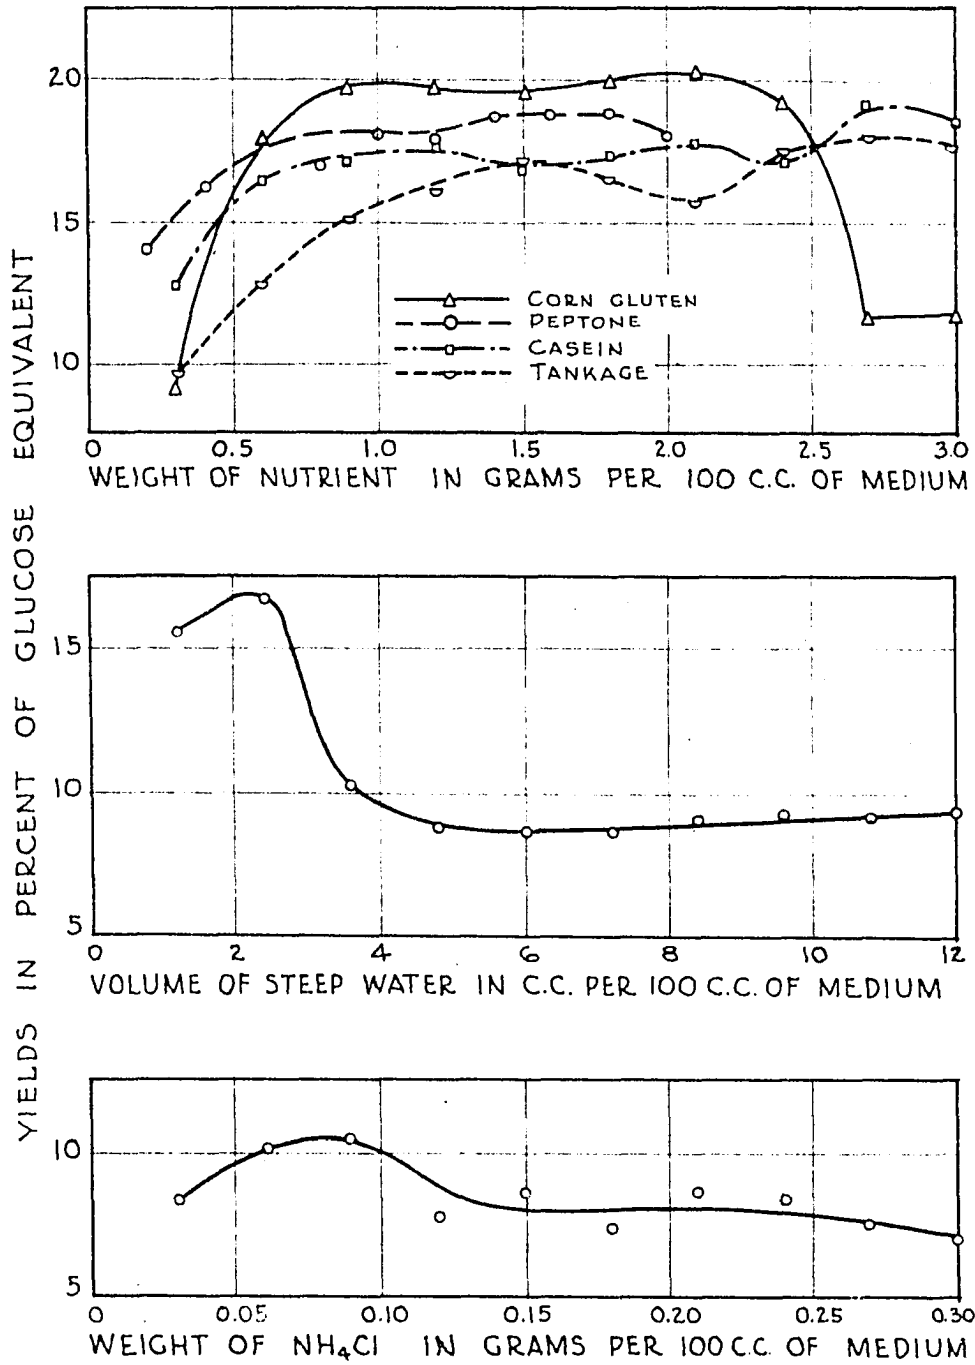 YIELDS IN PERCENT OF GLUCOSE EQUIVALENT
20
15
10
CORN GLUTEN
PEPTONE
CASEIN
TANKAGE
0 0.5 1.0 1.5 2.0 2.5 3.0
WEIGHT OF NUTRIENT IN GRAMS PER 100 C.C. OF MEDIUM
15
10
5
0 2 4 6 8 10 12
VOLUME OF STEEP WATER IN C.C. PER 100 C.C. OF MEDIUM
10
5
0 0.05 0.10 0.15 0.20 0.25 0.30
WEIGHT OF NH₄Cl IN GRAMS PER 100 C.C. OF MEDIUM